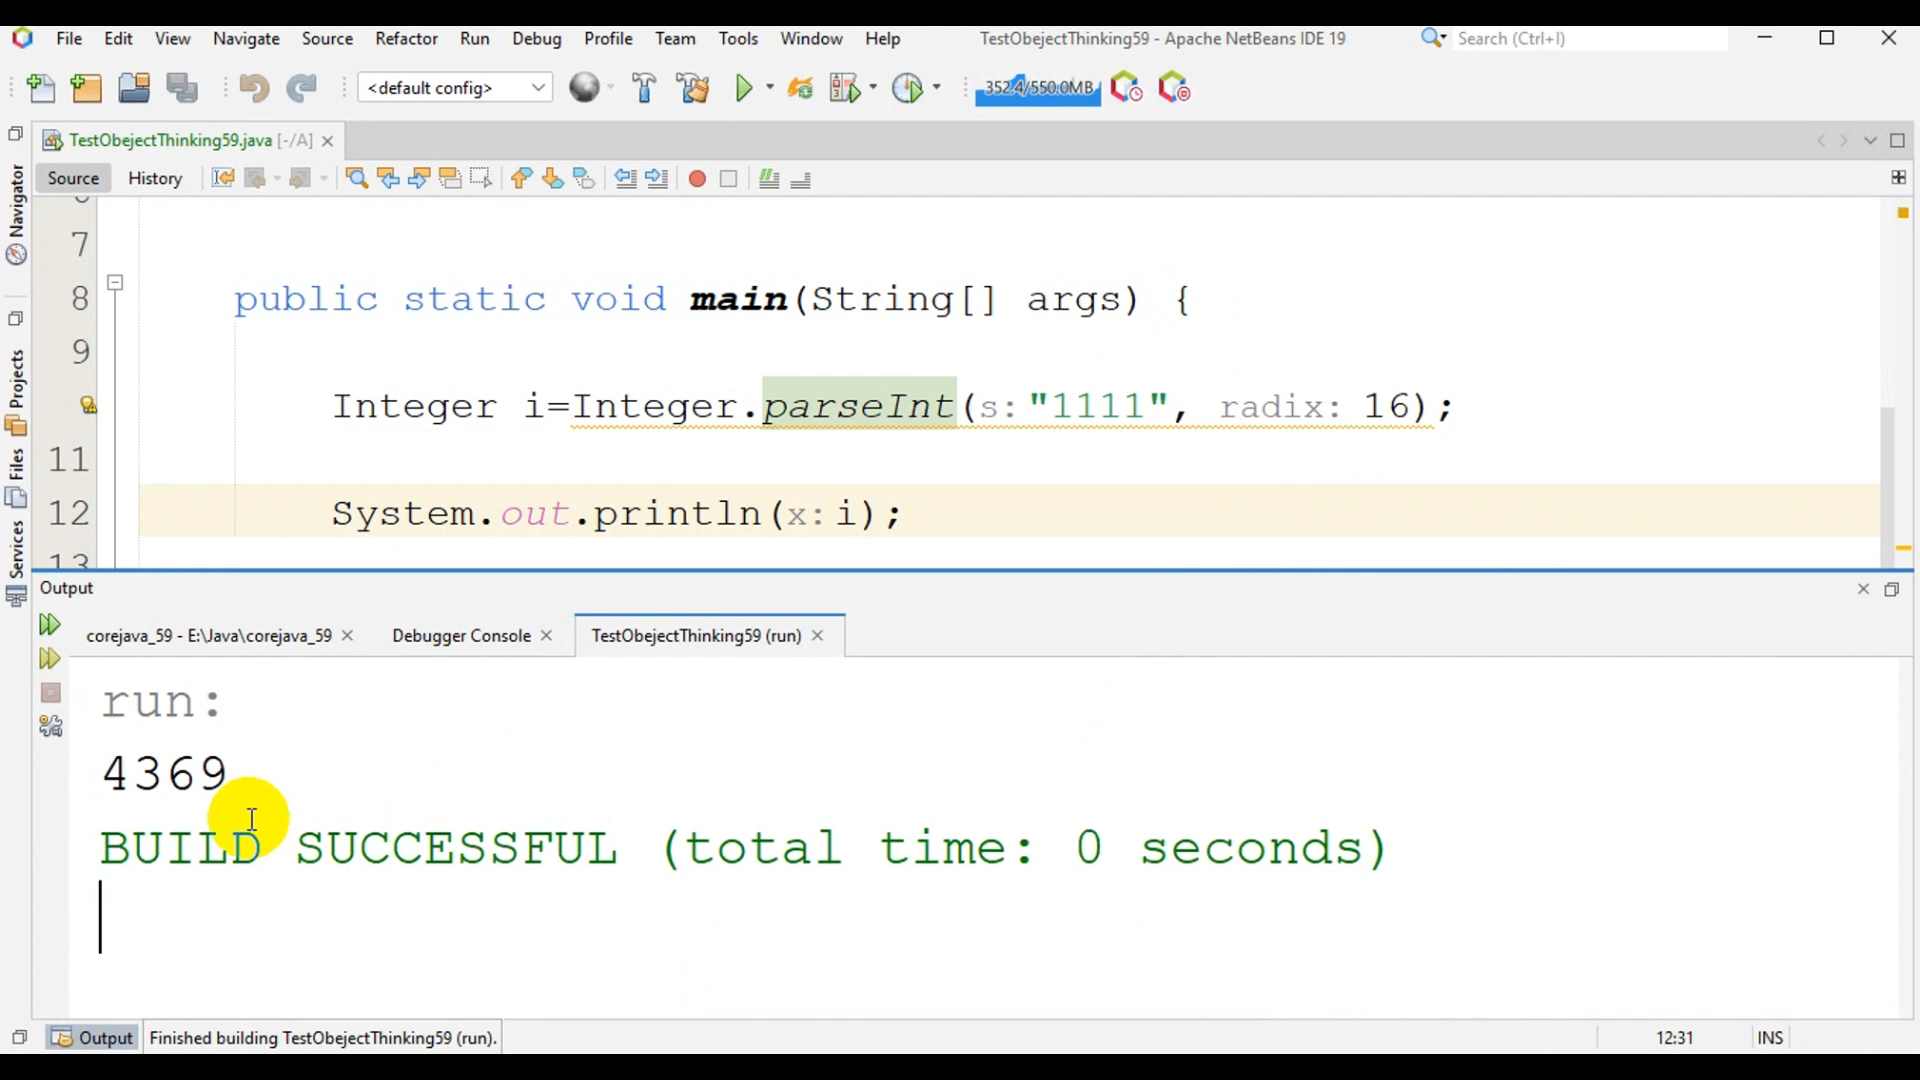 File Edit View Navigate Source Refactor Run Debug Profile Team Tools Window Help TestObejectThinking59 - Apache NetBeans IDE 19 Search (Ctrl+I)
<default config> 352.4/550.0MB
TestObejectThinking59.java [-/A]
Source History
Navigator
Projects
Files
Services
7
8 public static void main(String[] args) {
9
Integer i=Integer.parseInt(s:"1111", radix: 16);
11
12 System.out.println(x:i);
13
Output
corejava_59 - E:\Java\corejava_59 Debugger Console TestObejectThinking59 (run)
run:
4369
BUILD SUCCESSFUL (total time: 0 seconds)
Output Finished building TestObejectThinking59 (run). 12:31 INS